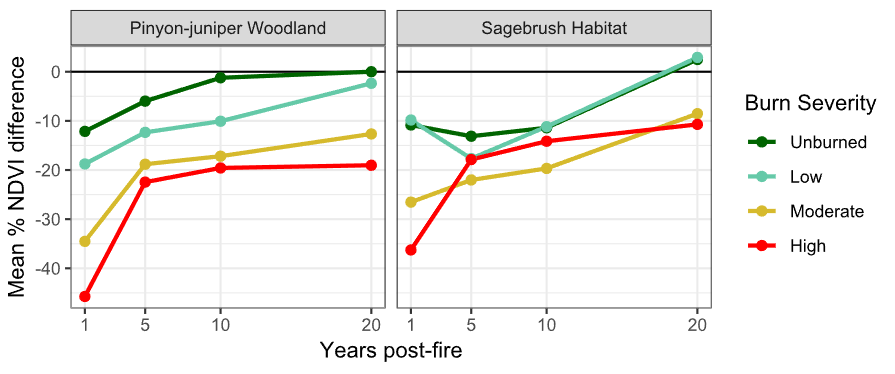 Pinyon-juniper Woodland
Sagebrush Habitat
Mean % NDVI difference
0
-10
-20
-30
-40
1 5 10 20
1 5 10 20
Years post-fire
Burn Severity
Unburned
Low
Moderate
High